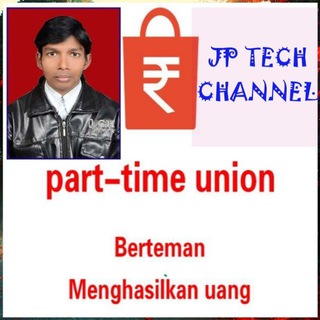 JP TECH
CHANNEL
₹
part-time union
Berteman
Menghasilkan uang